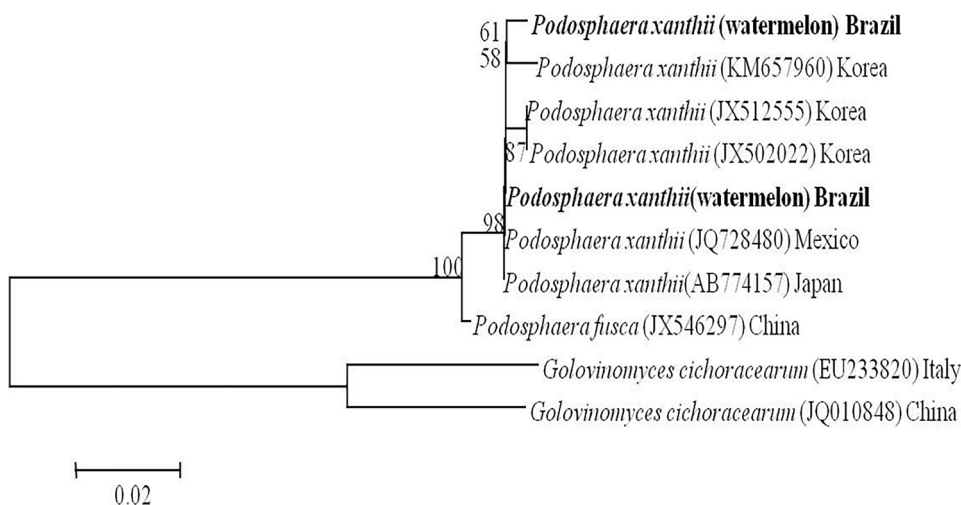 61
Podosphaera xanthii (watermelon) Brazil
58
Podosphaera xanthii (KM657960) Korea
Podosphaera xanthii (JX512555) Korea
87
Podosphaera xanthii (JX502022) Korea
Podosphaera xanthii(watermelon) Brazil
98
Podosphaera xanthii (JQ728480) Mexico
100
Podosphaera xanthii(AB774157) Japan
Podosphaera fusca (JX546297) China
Golovinomyces cichoracearum (EU233820) Italy
Golovinomyces cichoracearum (JQ010848) China
0.02